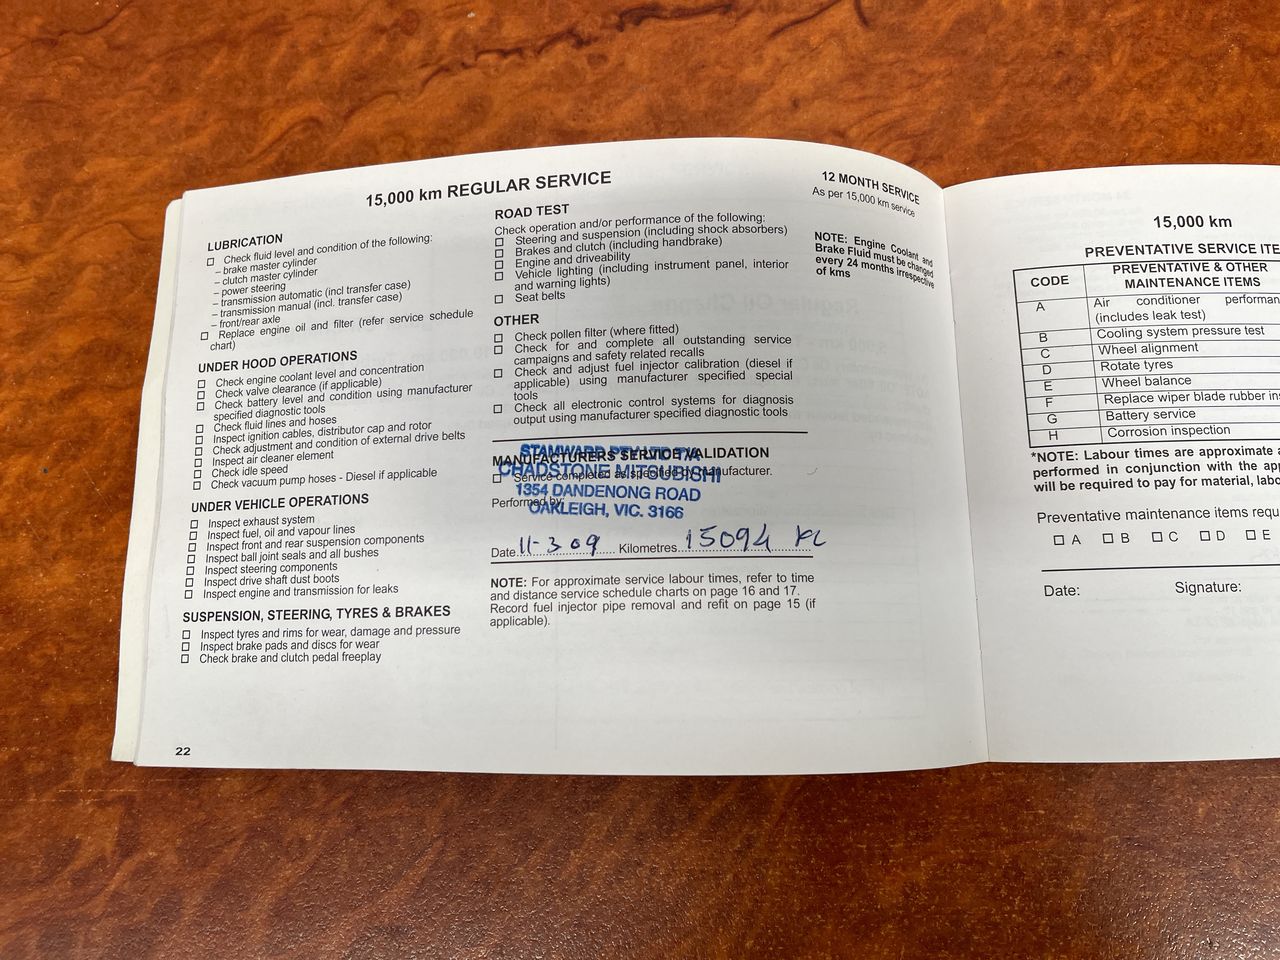 15,000 km REGULAR SERVICE
LUBRICATION
☐ Check fluid level and condition of the following:
– brake master cylinder
– clutch master cylinder
– power steering
– transmission automatic (incl transfer case)
– transmission manual (incl. transfer case)
– front/rear axle
☐ Replace engine oil and filter (refer service schedule
chart)
UNDER HOOD OPERATIONS
☐ Check engine coolant level and concentration
☐ Check valve clearance (if applicable)
☐ Check battery level and condition using manufacturer
specified diagnostic tools
☐ Check fluid lines and hoses
☐ Inspect ignition cables, distributor cap and rotor
☐ Check adjustment and condition of external drive belts
☐ Inspect air cleaner element
☐ Check idle speed
☐ Check vacuum pump hoses - Diesel if applicable
UNDER VEHICLE OPERATIONS
☐ Inspect exhaust system
☐ Inspect fuel, oil and vapour lines
☐ Inspect front and rear suspension components
☐ Inspect ball joint seals and all bushes
☐ Inspect steering components
☐ Inspect drive shaft dust boots
☐ Inspect engine and transmission for leaks
SUSPENSION, STEERING, TYRES & BRAKES
☐ Inspect tyres and rims for wear, damage and pressure
☐ Inspect brake pads and discs for wear
☐ Check brake and clutch pedal freeplay
22
ROAD TEST
Check operation and/or performance of the following:
☐ Steering and suspension (including shock absorbers)
☐ Brakes and clutch (including handbrake)
☐ Engine and driveability
☐ Vehicle lighting (including instrument panel, interior
and warning lights)
☐ Seat belts
OTHER
☐ Check pollen filter (where fitted)
☐ Check for and complete all outstanding service
campaigns and safety related recalls
☐ Check and adjust fuel injector calibration (diesel if
applicable) using manufacturer specified special
tools
☐ Check all electronic control systems for diagnosis
output using manufacturer specified diagnostic tools
MANUFACTURERS SERVICE VALIDATION
☐ Service completed as specified by manufacturer.
Performed by:
STAMWARD
CHADSTONE MITSUBISHI
1354 DANDENONG ROAD
OAKLEIGH, VIC. 3166
Date 11-3 09 Kilometres 15094
NOTE: For approximate service labour times, refer to time
and distance service schedule charts on page 16 and 17.
Record fuel injector pipe removal and refit on page 15 (if
applicable).
12 MONTH SERVICE
As per 15,000 km service
NOTE: Engine Coolant and
Brake Fluid must be changed
every 24 months irrespective
of kms
15,000 km
PREVENTATIVE SERVICE ITE
CODE PREVENTATIVE & OTHER
MAINTENANCE ITEMS
A Air conditioner performan
(includes leak test)
B Cooling system pressure test
C Wheel alignment
D Rotate tyres
E Wheel balance
F Replace wiper blade rubber ins
G Battery service
H Corrosion inspection
*NOTE: Labour times are approximate a
performed in conjunction with the app
will be required to pay for material, labo
Preventative maintenance items requ
☐ A ☐ B ☐ C ☐ D ☐ E
Date: Signature: